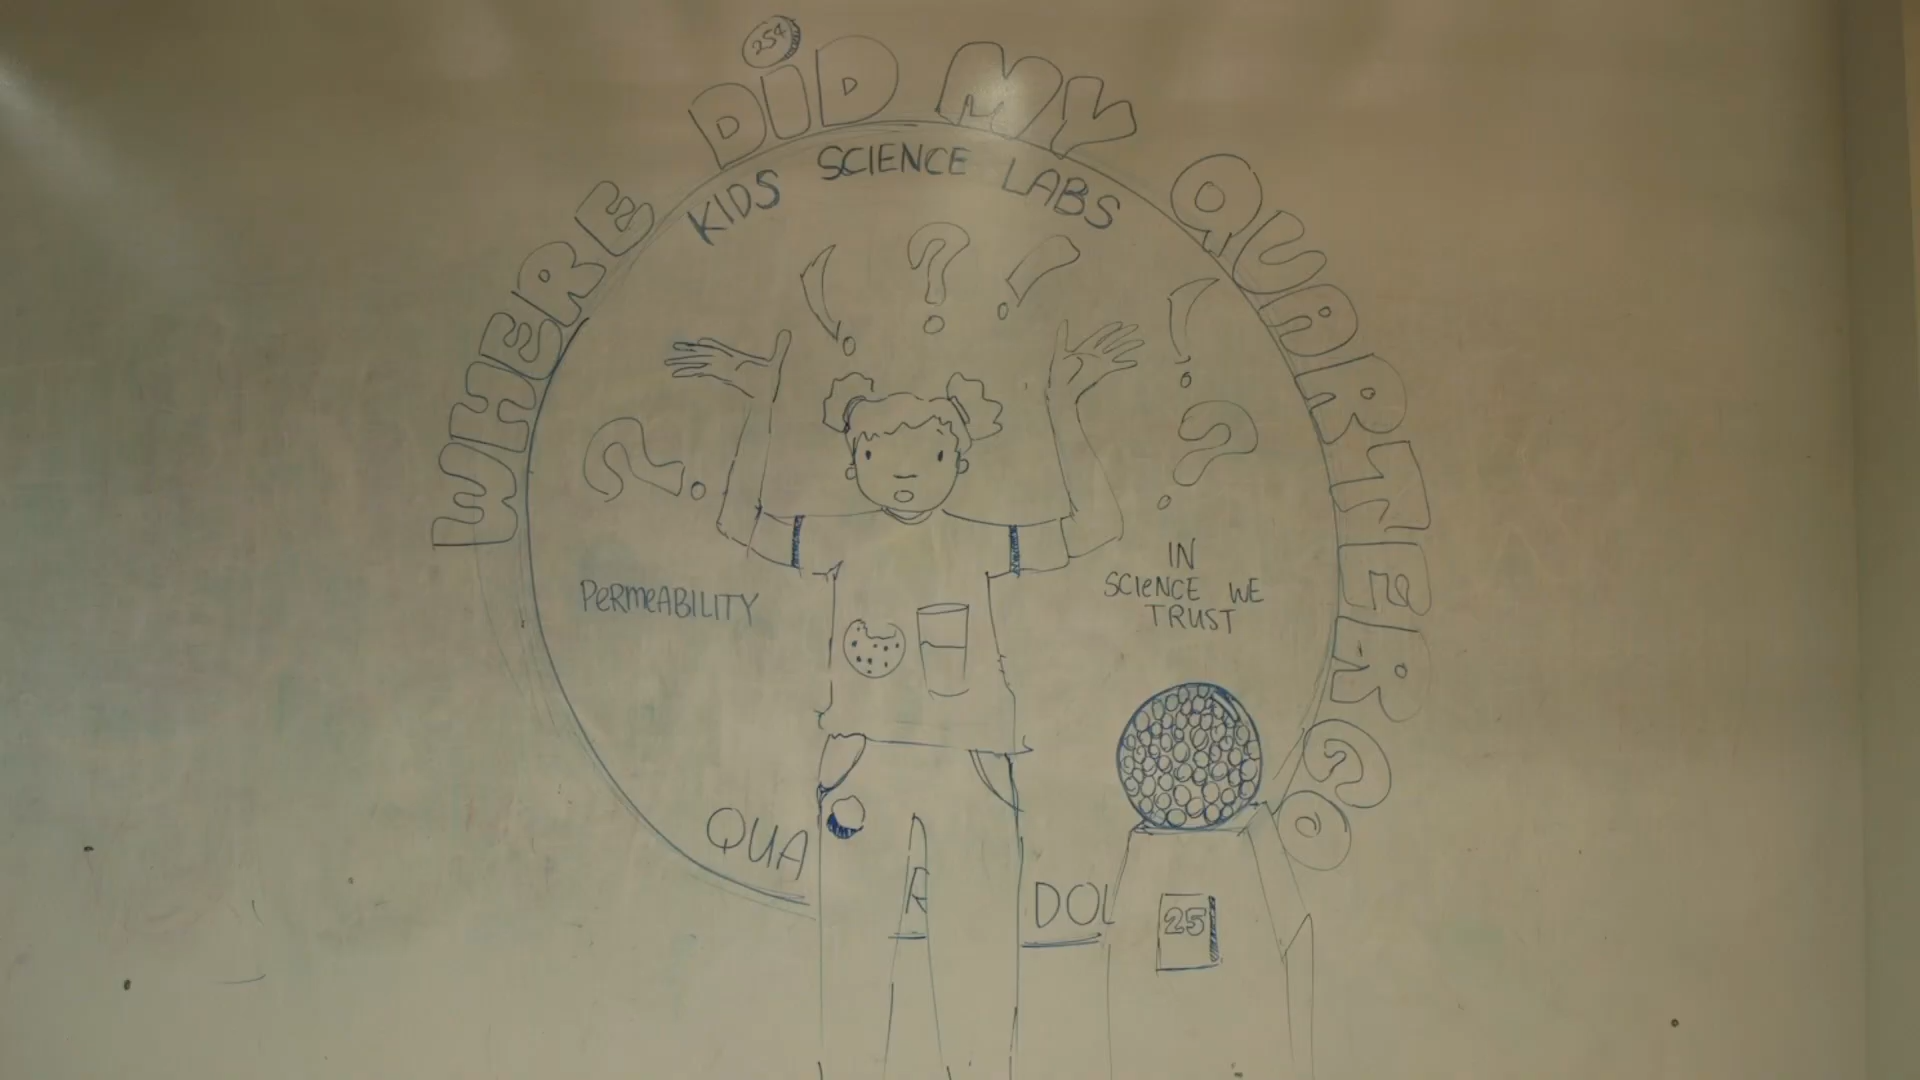 25¢
WHERE DiD MY QUARTER GO
KIDS SCIENCE LABS
? ? ?
PeRmeABILITY
IN
SCIeNCE WE
TRUST
QUA R DOL
25